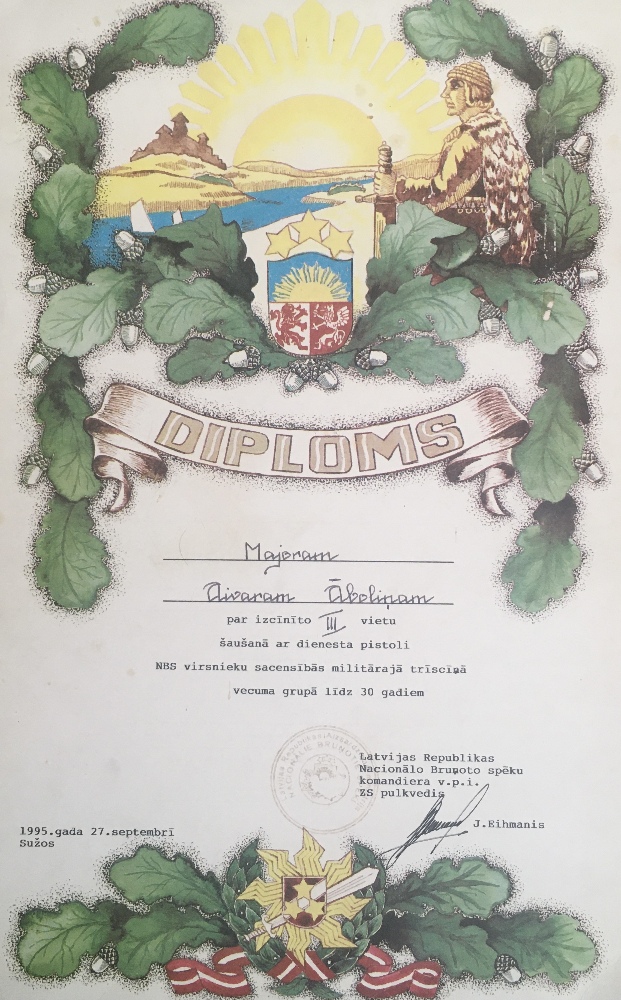 DIPLOMS
Majoram
Aivaram Āboliņam
par izcīnīto III vietu
šaušanā ar dienesta pistoli
NBS virsnieku sacensībās militārajā trīscīņā
vecuma grupā līdz 30 gadiem
Latvijas Republikas
Nacionālo Bruņoto spēku
komandiera v.p.i.
ZS pulkvedis
J.Eihmanis
1995.gada 27.septembrī
Sužos